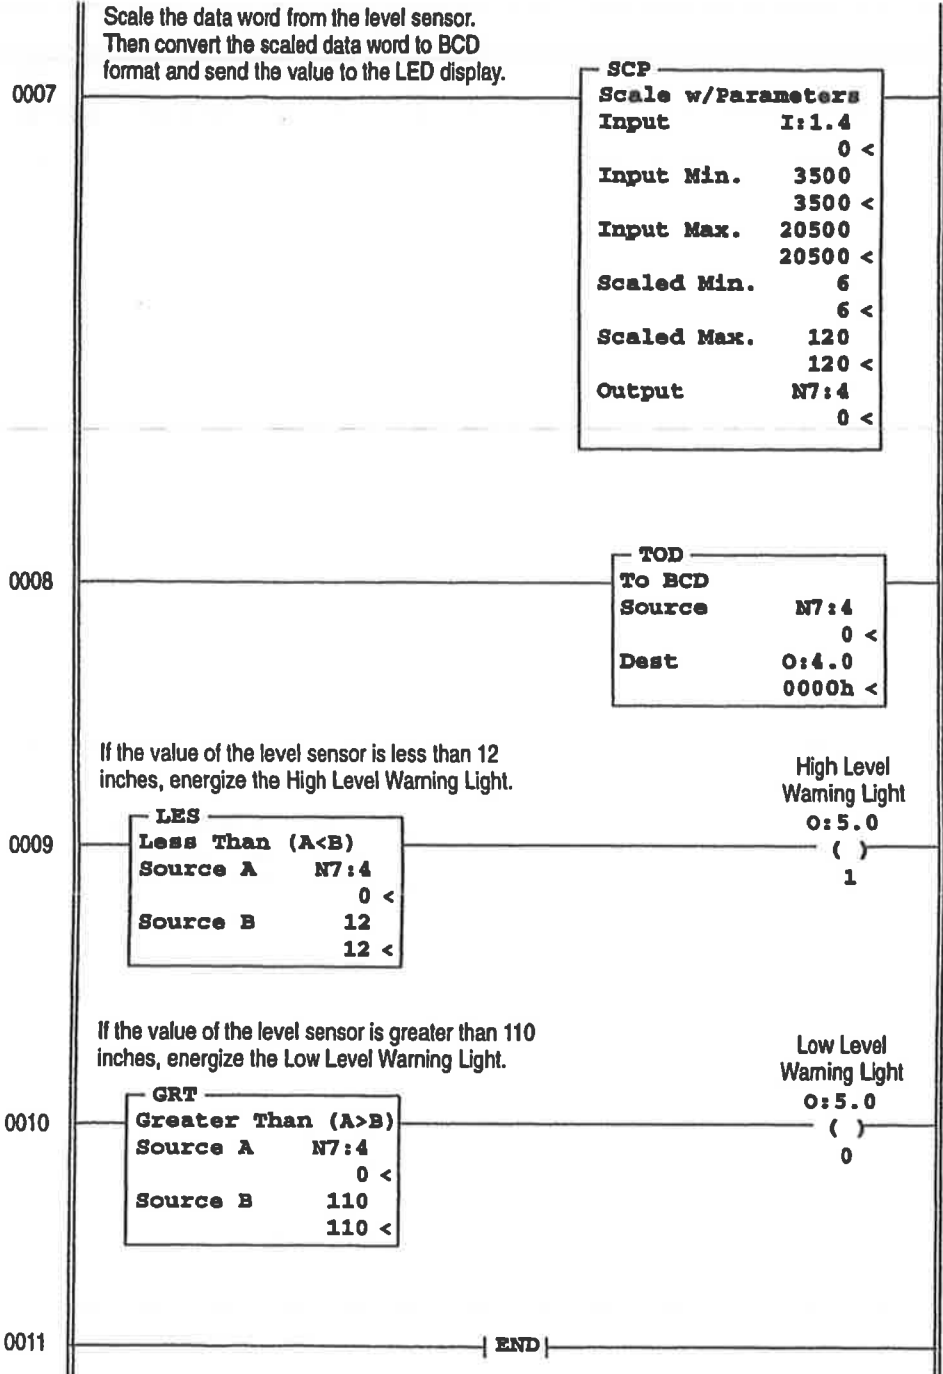 Scale the data word from the level sensor.
Then convert the scaled data word to BCD
format and send the value to the LED display.
0007
SCP
Scale w/Parameters
Input I:1.4
0 <
Input Min. 3500
3500 <
Input Max. 20500
20500 <
Scaled Min. 6
6 <
Scaled Max. 120
120 <
Output N7:4
0 <
0008
TOD
To BCD
Source N7:4
0 <
Dest O:4.0
0000h <
If the value of the level sensor is less than 12
inches, energize the High Level Warning Light.
High Level
Warning Light
O:5.0
0009
LES
Less Than (A<B)
( )
1
Source A N7:4
0 <
Source B 12
12 <
If the value of the level sensor is greater than 110
inches, energize the Low Level Warning Light.
Low Level
Warning Light
O:5.0
0010
GRT
Greater Than (A>B)
( )
0
Source A N7:4
0 <
Source B 110
110 <
0011
END